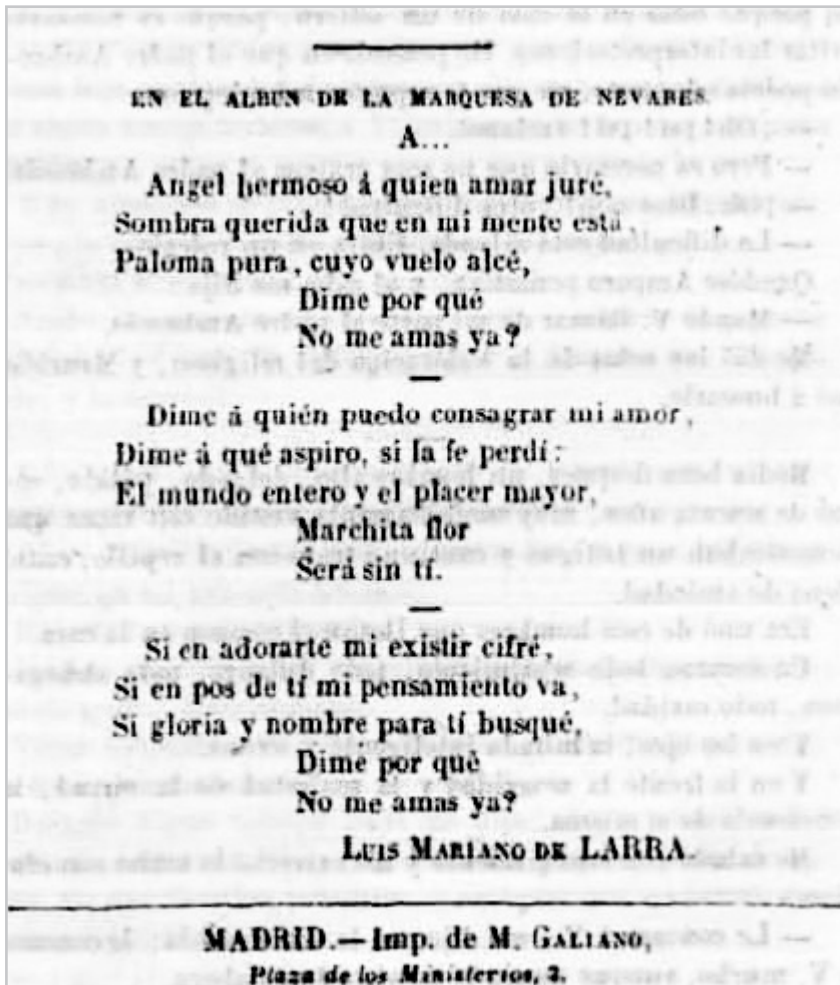 EN EL ALBUN DE LA MARQUESA DE NEVARES.
A...
Angel hermoso á quien amar juré,
Sombra querida que en mi mente está
Paloma pura, cuyo vuelo alcé,
Dime por qué
No me amas ya?
Dime á quién puedo consagrar mi amor,
Dime á qué aspiro, si la fe perdí:
El mundo entero y el placer mayor,
Marchita flor
Será sin tí.
Si en adorarte mi existir cifré,
Si en pos de tí mi pensamiento va,
Si gloria y nombre para tí busqué,
Dime por qué
No me amas ya?
LUIS MARIANO DE LARRA.
MADRID.—Imp. de M. GALIANO,
Plaza de los Ministerios, 3.